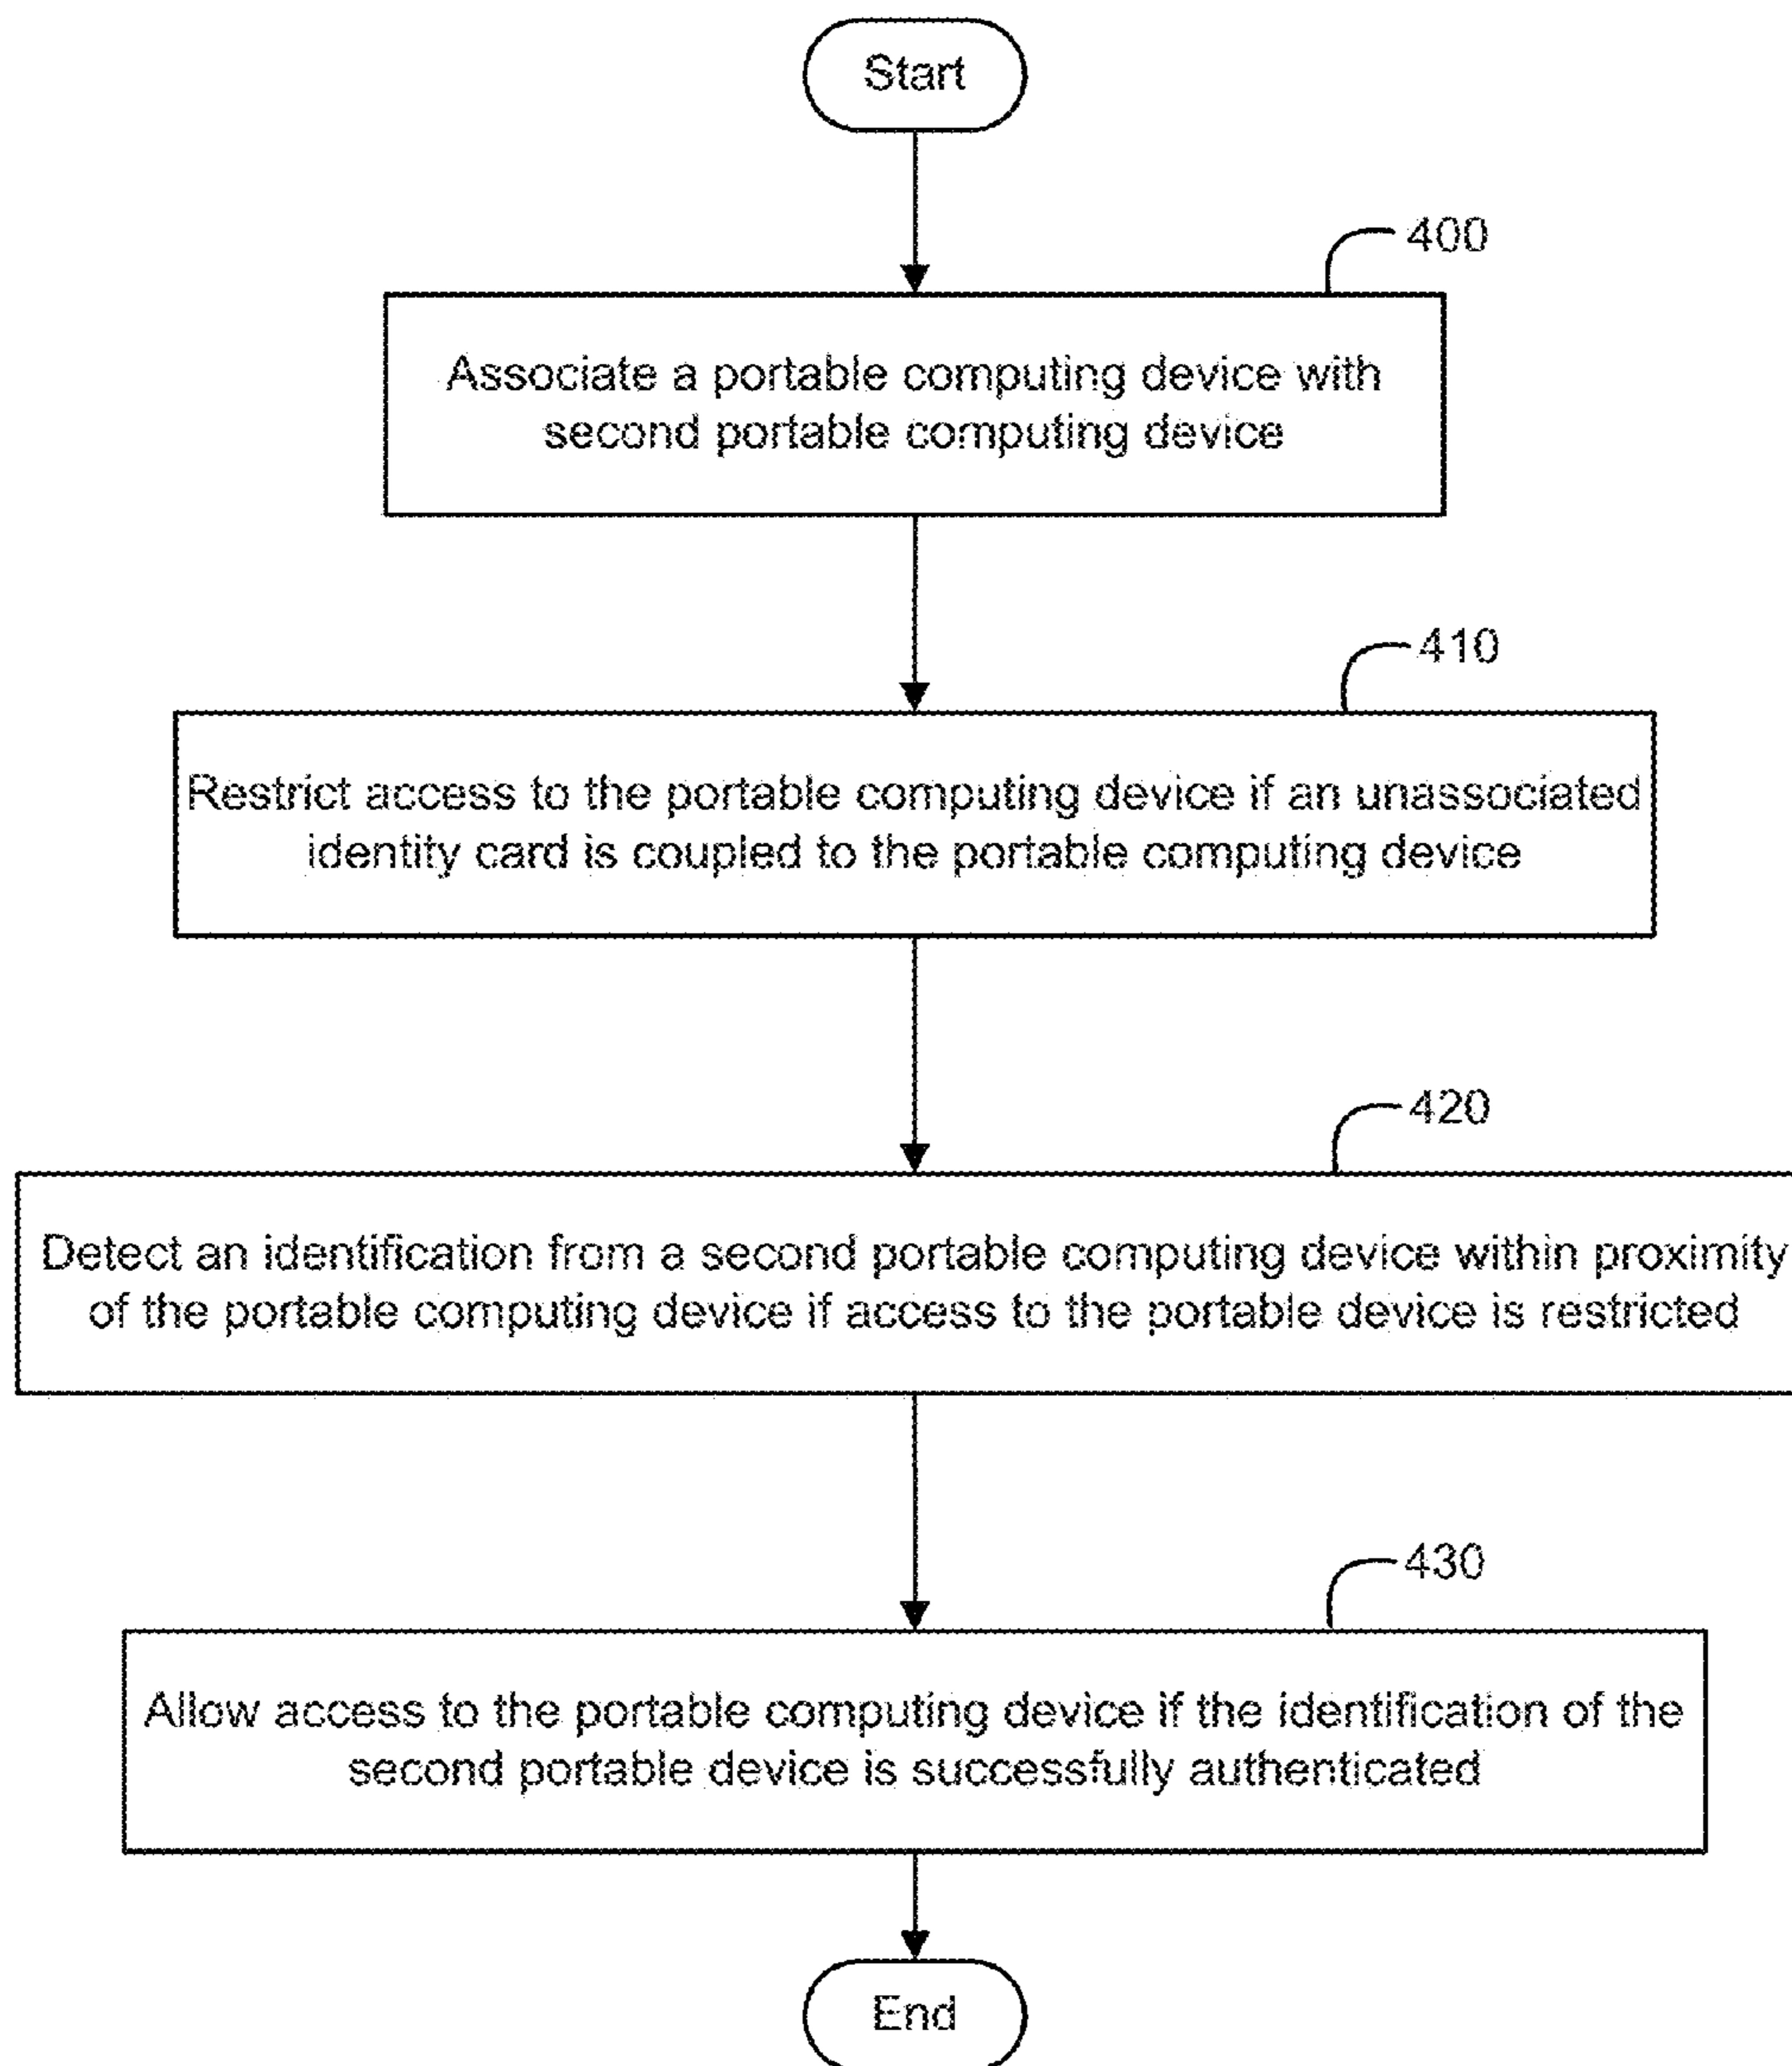 Start
400
Associate a portable computing device with
second portable computing device
410
Restrict access to the portable computing device if an unassociated
identity card is coupled to the portable computing device
420
Detect an identification from a second portable computing device within proximity
of the portable computing device if access to the portable device is restricted
430
Allow access to the portable computing device if the identification of the
second portable device is successfully authenticated
End